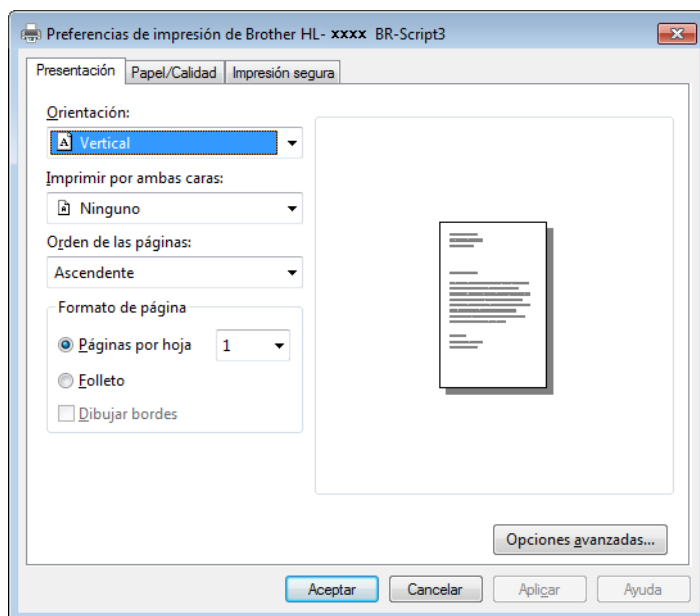 Preferencias de impresión de Brother HL- xxxx BR-Script3
Presentación Papel/Calidad Impresión segura
Orientación:
Vertical
Imprimir por ambas caras:
Ninguno
Orden de las páginas:
Ascendente
Formato de página
Páginas por hoja 1
Folleto
Dibujar bordes
Opciones avanzadas...
Aceptar Cancelar Aplicar Ayuda